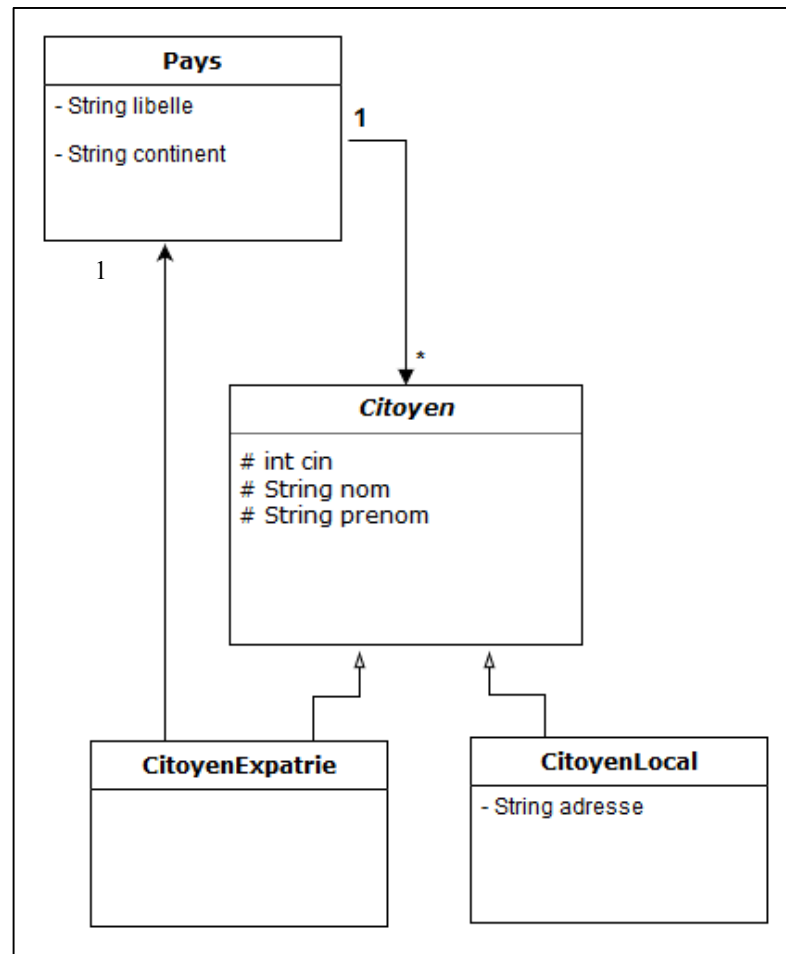 Pays
- String libelle
- String continent
1
1
*
Citoyen
# int cin
# String nom
# String prenom
CitoyenExpatrie
CitoyenLocal
- String adresse